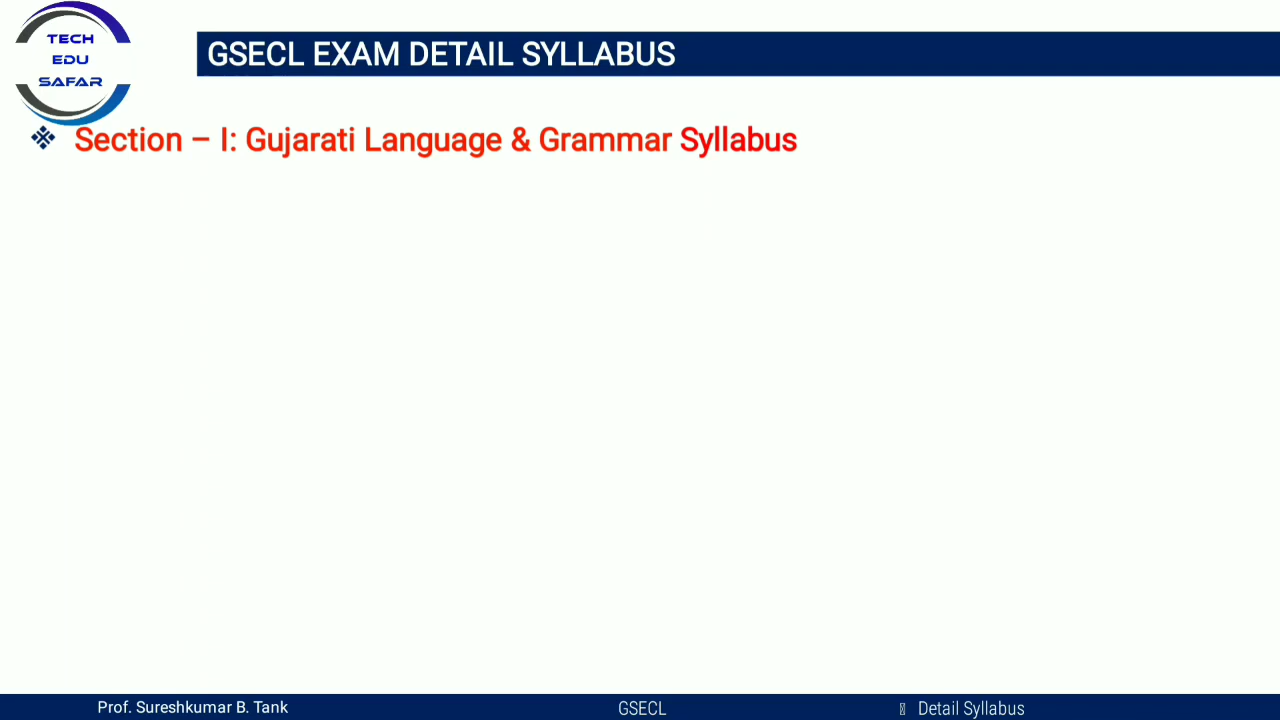 TECH
EDU
SAFAR
GSECL EXAM DETAIL SYLLABUS
❖ Section – I: Gujarati Language & Grammar Syllabus
Prof. Sureshkumar B. Tank
GSECL
Detail Syllabus